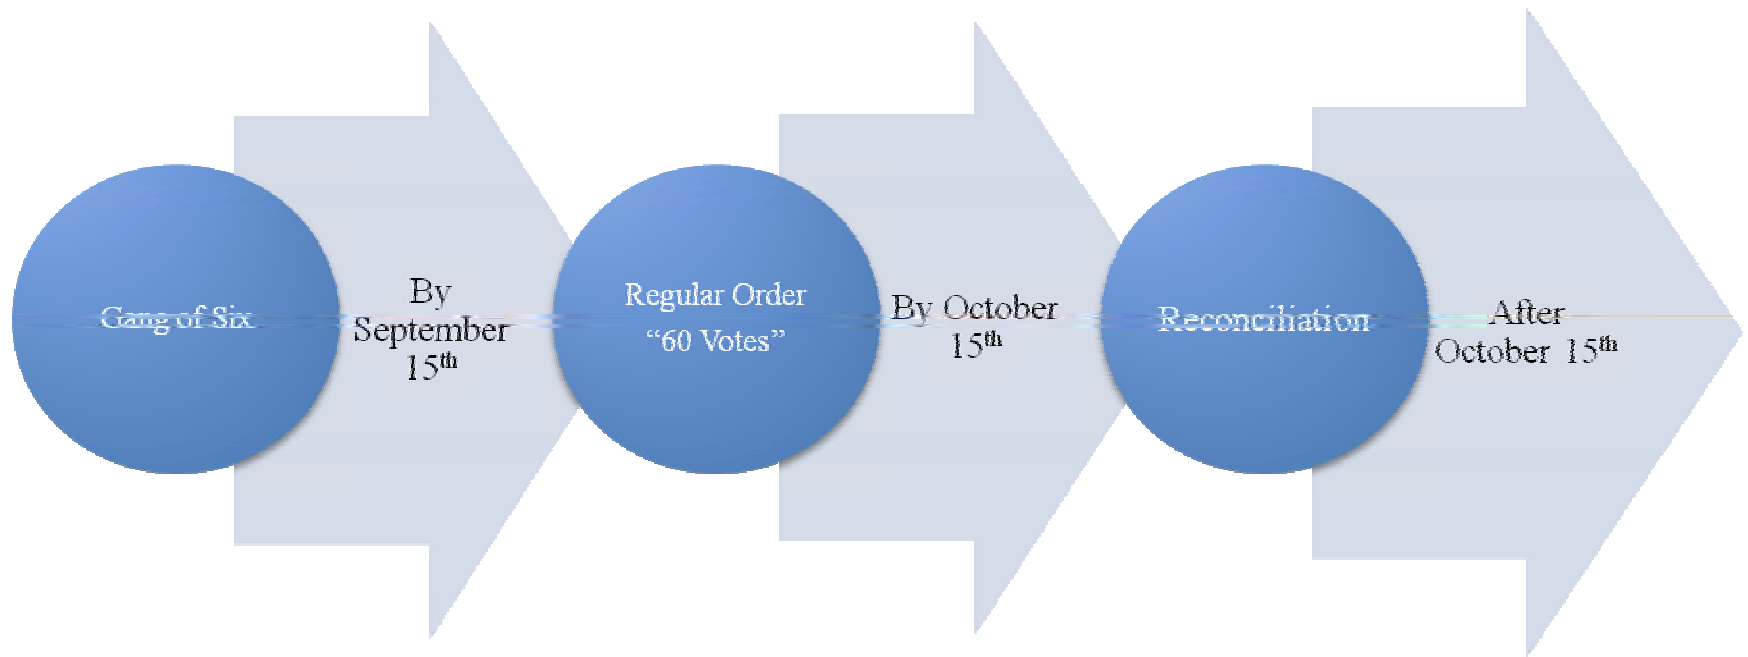 Gang of Six
By
September
15th
Regular Order
“60 Votes”
By October
15th
Reconciliation
After
October 15th